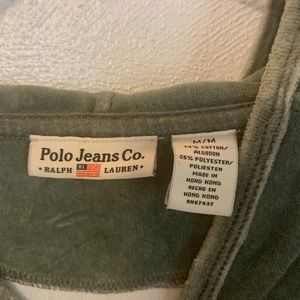 Polo Jeans Co.
• RALPH LAUREN •
M/M
74% COTTON/
ALGODON
26% POLYESTER/
POLIESTER
MADE IN
HONG KONG
HECHO EN
HONG KONG
RN67437